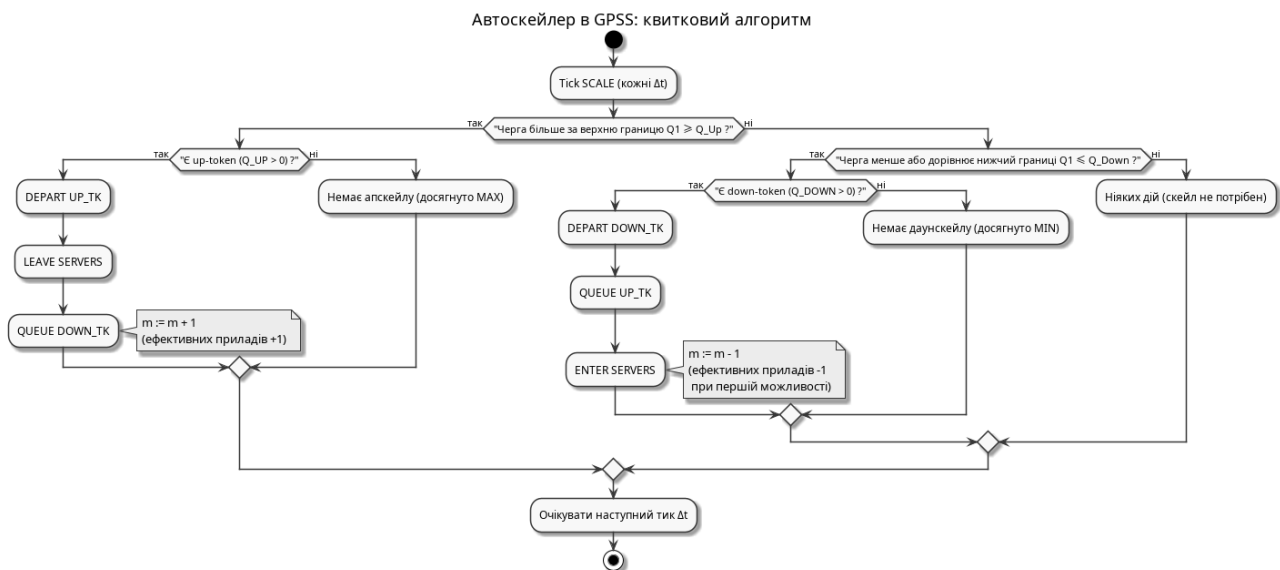 Автоскейлер в GPSS: квитковий алгоритм
Tick SCALE (кожні Δt)
так
"Черга більше за верхню границю Q1 ⩾ Q_Up ?"
ні
так
"Є up-token (Q_UP > 0) ?"
ні
DEPART UP_TK
LEAVE SERVERS
QUEUE DOWN_TK
m := m + 1
(ефективних приладів +1)
Немає апскейлу (досягнуто MAX)
так
"Черга менше або дорівнює нижчий границі Q1 ⩽ Q_Down ?"
ні
так
"Є down-token (Q_DOWN > 0) ?"
ні
DEPART DOWN_TK
QUEUE UP_TK
ENTER SERVERS
m := m - 1
(ефективних приладів -1
при першій можливості)
Немає даунскейлу (досягнуто MIN)
Ніяких дій (скейл не потрібен)
Очікувати наступний тик Δt